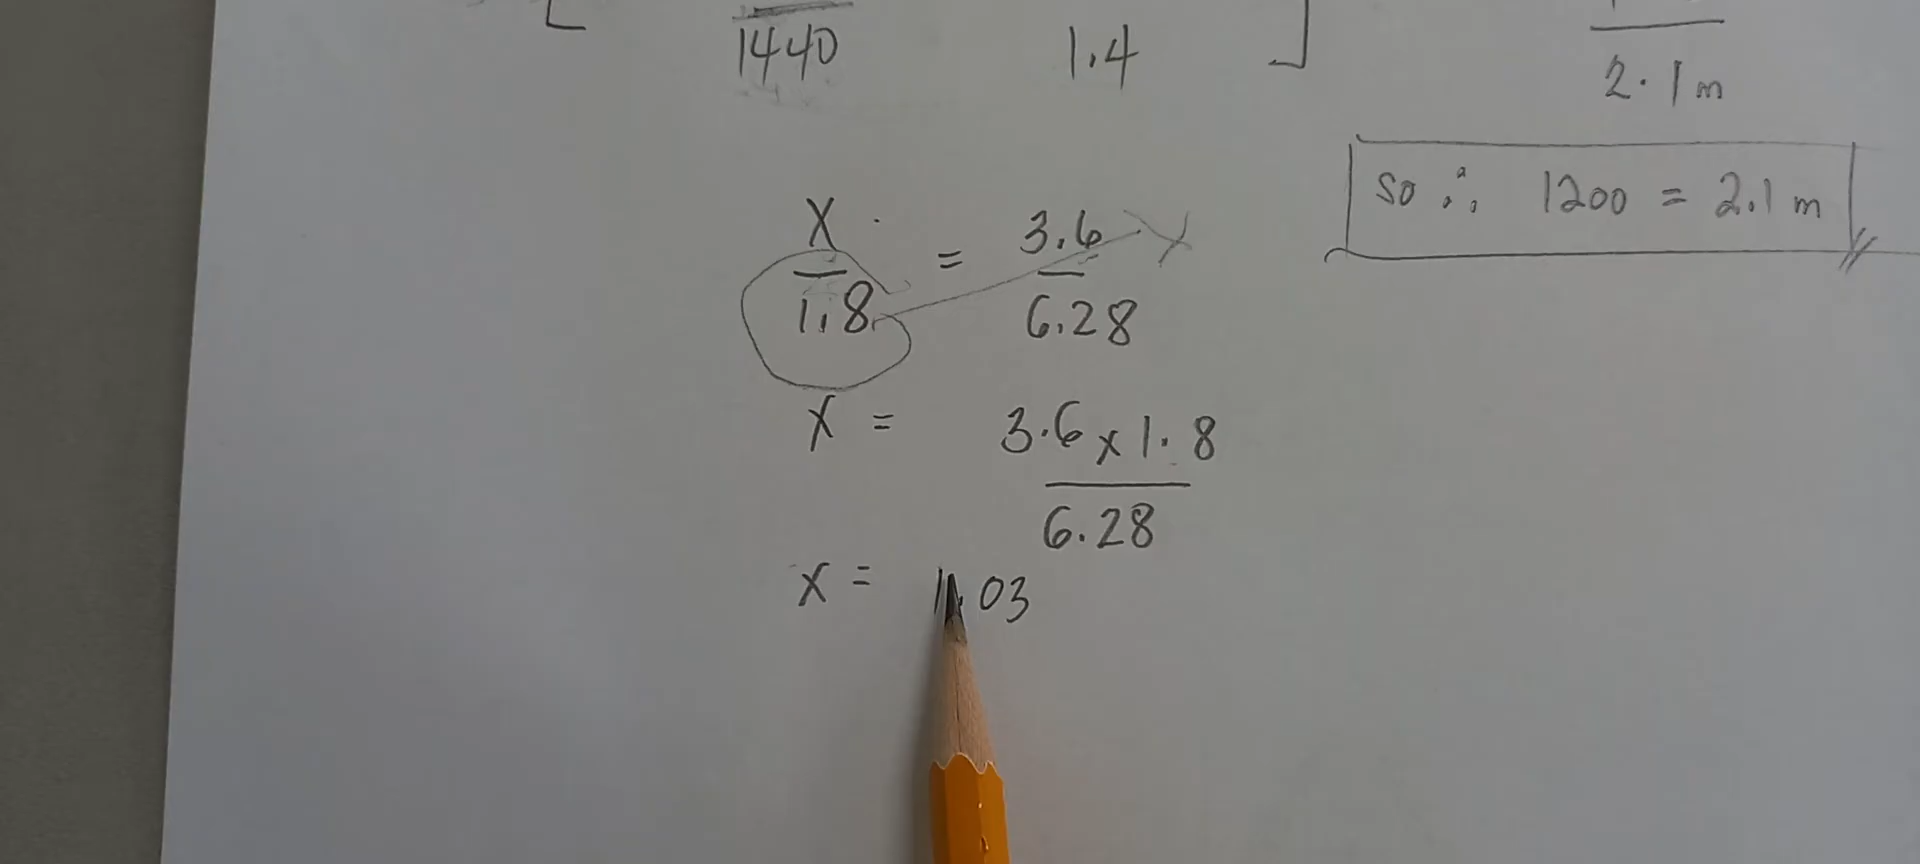 1440 1.4
2.1 m
so ∴ 1200 = 2.1 m
X = 3.6 X
1.8 6.28
X = 3.6 x 1.8
6.28
X = 1.03